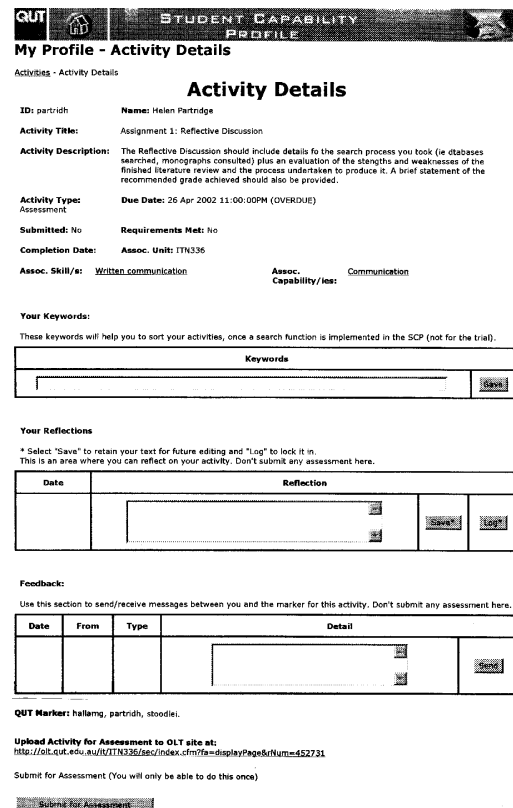 QUT
STUDENT CAPABILITY
PROFILE
My Profile - Activity Details
Activities - Activity Details
Activity Details
ID: partridh Name: Helen Partridge
Activity Title: Assignment 1: Reflective Discussion
Activity Description: The Reflective Discussion should include details fo the search process you took (ie dtabases
searched, monographs consulted) plus an evaluation of the stengths and weaknesses of the
finished literature review and the process undertaken to produce it. A brief statement of the
recommended grade achieved should also be provided.
Activity Type: Due Date: 26 Apr 2002 11:00:00PM (OVERDUE)
Assessment
Submitted: No Requirements Met: No
Completion Date: Assoc. Unit: ITN336
Assoc. Skill/s: Written communication Assoc. Communication
Capability/ies:
Your Keywords:
These keywords will help you to sort your activities, once a search function is implemented in the SCP (not for the trial).
Keywords
Save
Your Reflections
* Select "Save" to retain your text for future editing and "Log" to lock it in.
This is an area where you can reflect on your activity. Don't submit any assessment here.
Date Reflection
Save* Log*
Feedback:
Use this section to send/receive messages between you and the marker for this activity. Don't submit any assessment here.
Date From Type Detail
Send
QUT Marker: hallamg, partridh, stoodlei.
Upload Activity for Assessment to OLT site at:
http://olt.qut.edu.au/it/ITN336/sec/index.cfm?fa=displayPage&rNum=452731
Submit for Assessment (You will only be able to do this once)
Submit for Assessment